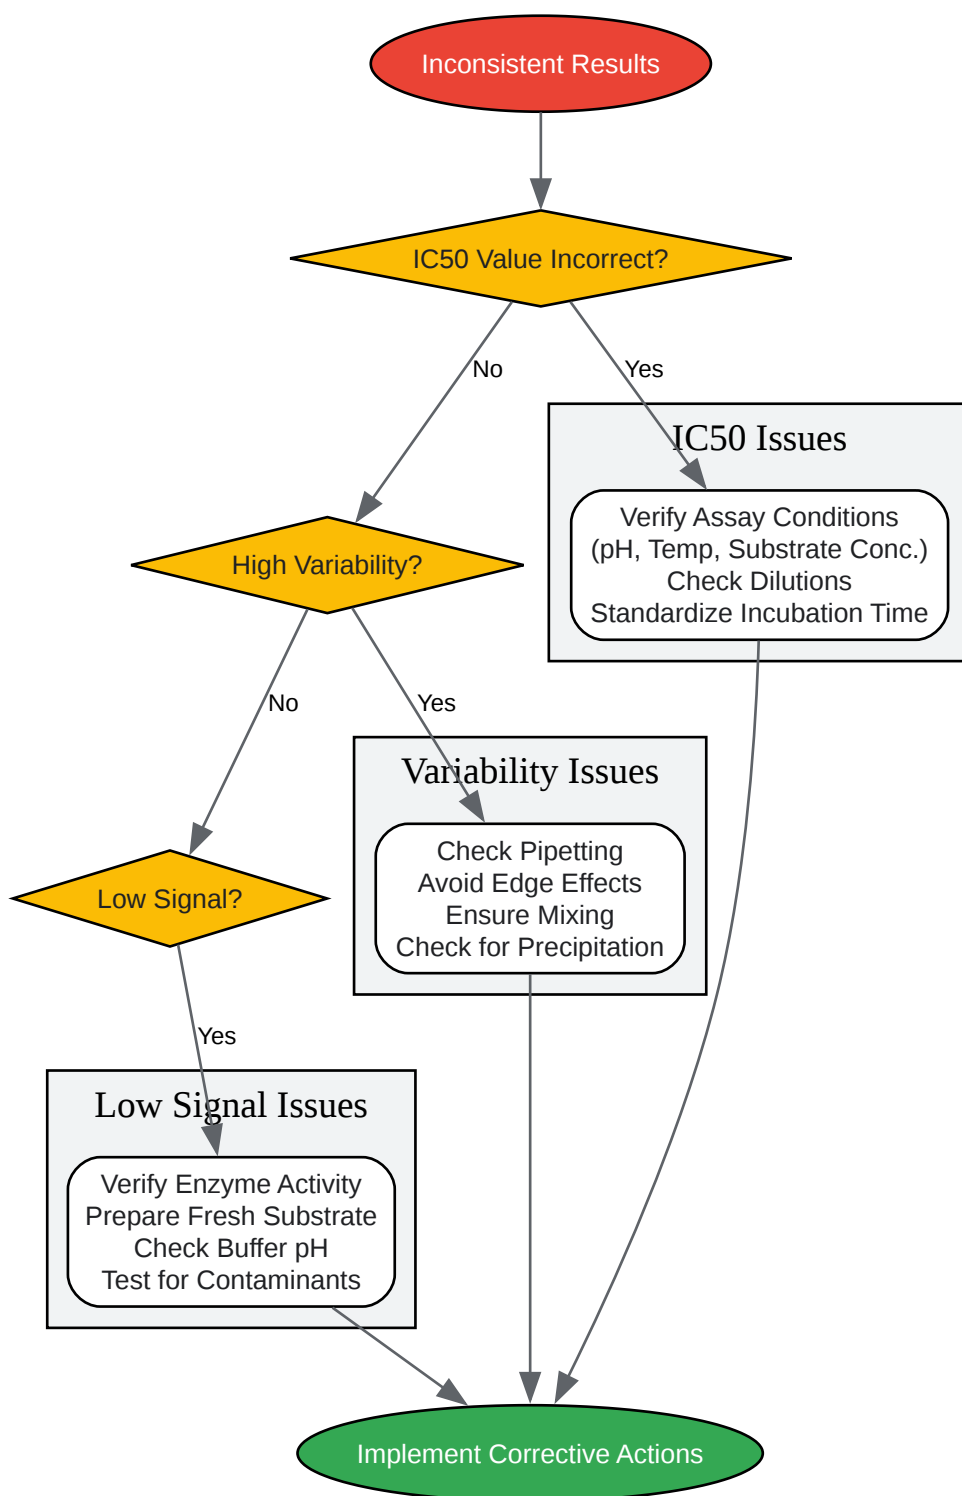 Inconsistent Results
IC50 Value Incorrect?
No
Yes
IC50 Issues
Verify Assay Conditions
(pH, Temp, Substrate Conc.)
Check Dilutions
Standardize Incubation Time
High Variability?
No
Yes
Variability Issues
Check Pipetting
Avoid Edge Effects
Ensure Mixing
Check for Precipitation
Low Signal?
Yes
Low Signal Issues
Verify Enzyme Activity
Prepare Fresh Substrate
Check Buffer pH
Test for Contaminants
Implement Corrective Actions